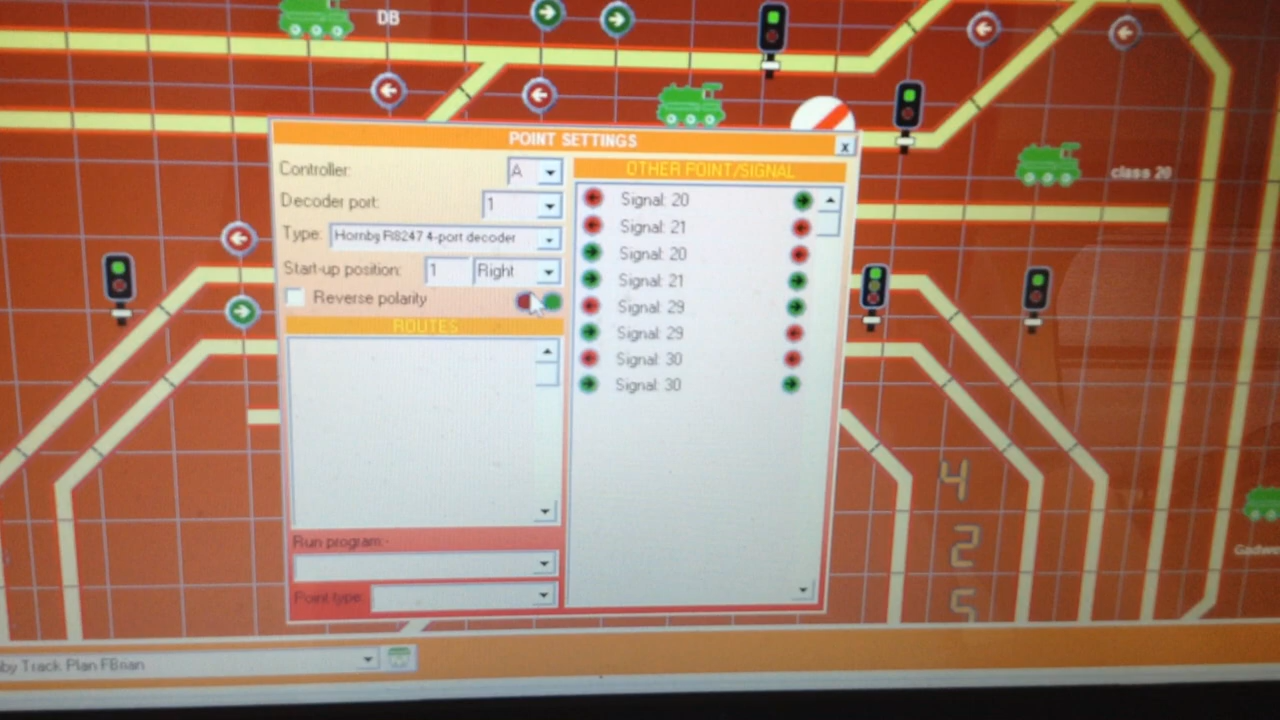 DB
POINT SETTINGS
x
Controller:
A
OTHER POINT/SIGNAL
class 20
Decoder port:
1
Type:
Hornby R8247 4-port decoder
Start-up position:
1
Right
Reverse polarity
ROUTES
Signal: 20
Signal: 21
Signal: 20
Signal: 21
Signal: 29
Signal: 29
Signal: 30
Signal: 30
4
2
5
Run program:-
Point type:
by Track Plan FBrian